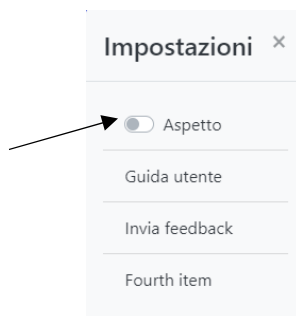 Impostazioni ×
Aspetto
Guida utente
Invia feedback
Fourth item